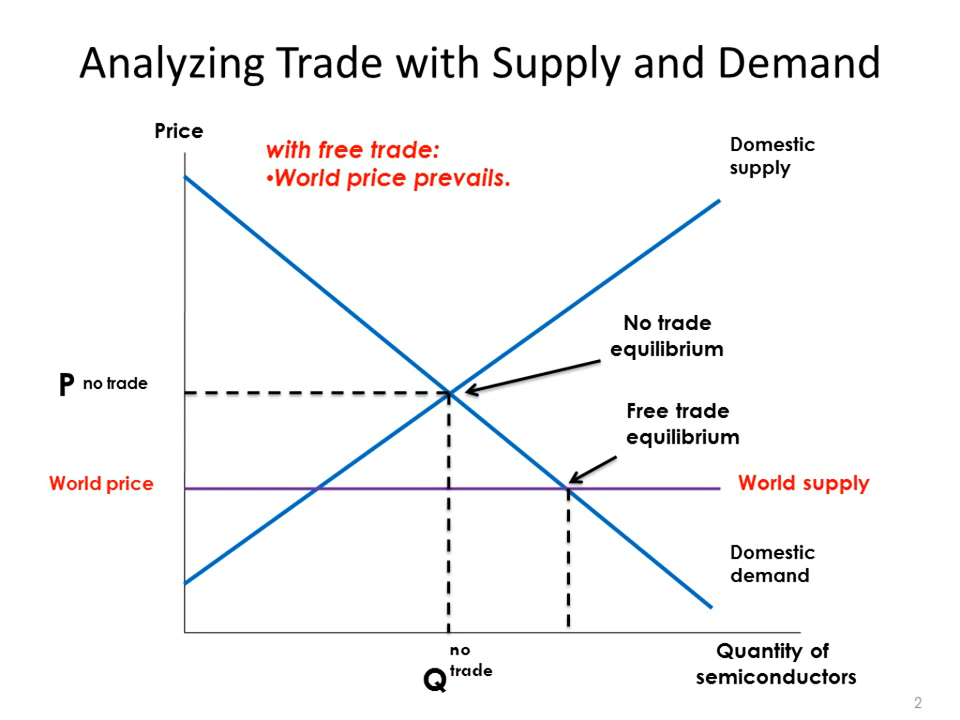 Analyzing Trade with Supply and Demand
Price
with free trade:
•World price prevails.
Domestic
supply
No trade
equilibrium
P no trade
Free trade
equilibrium
World price
World supply
Domestic
demand
no
Q trade
Quantity of
semiconductors
2